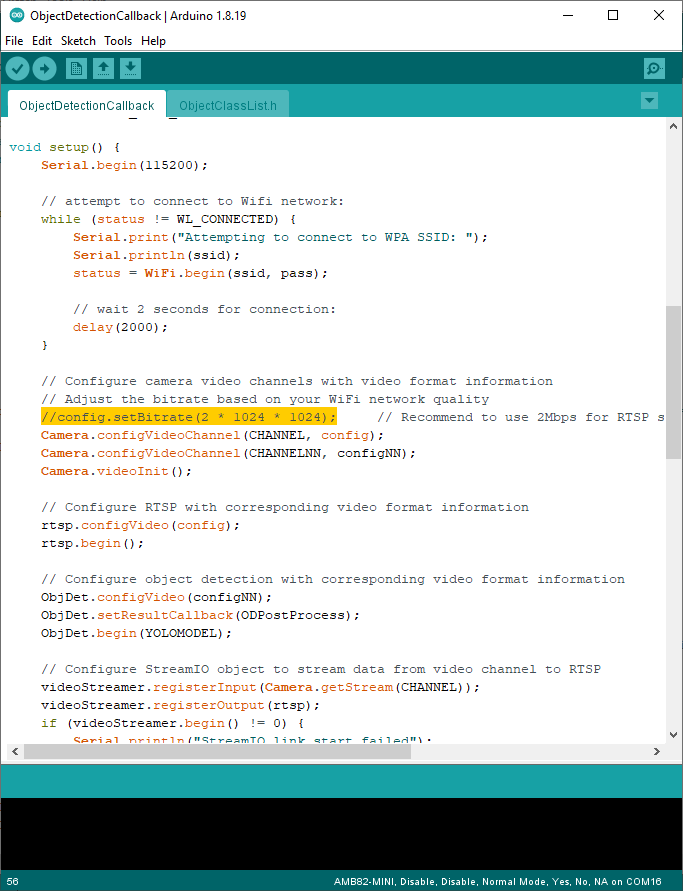 ObjectDetectionCallback | Arduino 1.8.19
File Edit Sketch Tools Help
ObjectDetectionCallback ObjectClassList.h
void setup() {
    Serial.begin(115200);

    // attempt to connect to Wifi network:
    while (status != WL_CONNECTED) {
        Serial.print("Attempting to connect to WPA SSID: ");
        Serial.println(ssid);
        status = WiFi.begin(ssid, pass);

        // wait 2 seconds for connection:
        delay(2000);
    }

    // Configure camera video channels with video format information
    // Adjust the bitrate based on your WiFi network quality
    //config.setBitrate(2 * 1024 * 1024);     // Recommend to use 2Mbps for RTSP s
    Camera.configVideoChannel(CHANNEL, config);
    Camera.configVideoChannel(CHANNELNN, configNN);
    Camera.videoInit();

    // Configure RTSP with corresponding video format information
    rtsp.configVideo(config);
    rtsp.begin();

    // Configure object detection with corresponding video format information
    ObjDet.configVideo(configNN);
    ObjDet.setResultCallback(ODPostProcess);
    ObjDet.begin(YOLOMODEL);

    // Configure StreamIO object to stream data from video channel to RTSP
    videoStreamer.registerInput(Camera.getStream(CHANNEL));
    videoStreamer.registerOutput(rtsp);
    if (videoStreamer.begin() != 0) {
        Serial.println("StreamIO link start failed");
56 AMB82-MINI, Disable, Disable, Normal Mode, Yes, No, NA on COM16